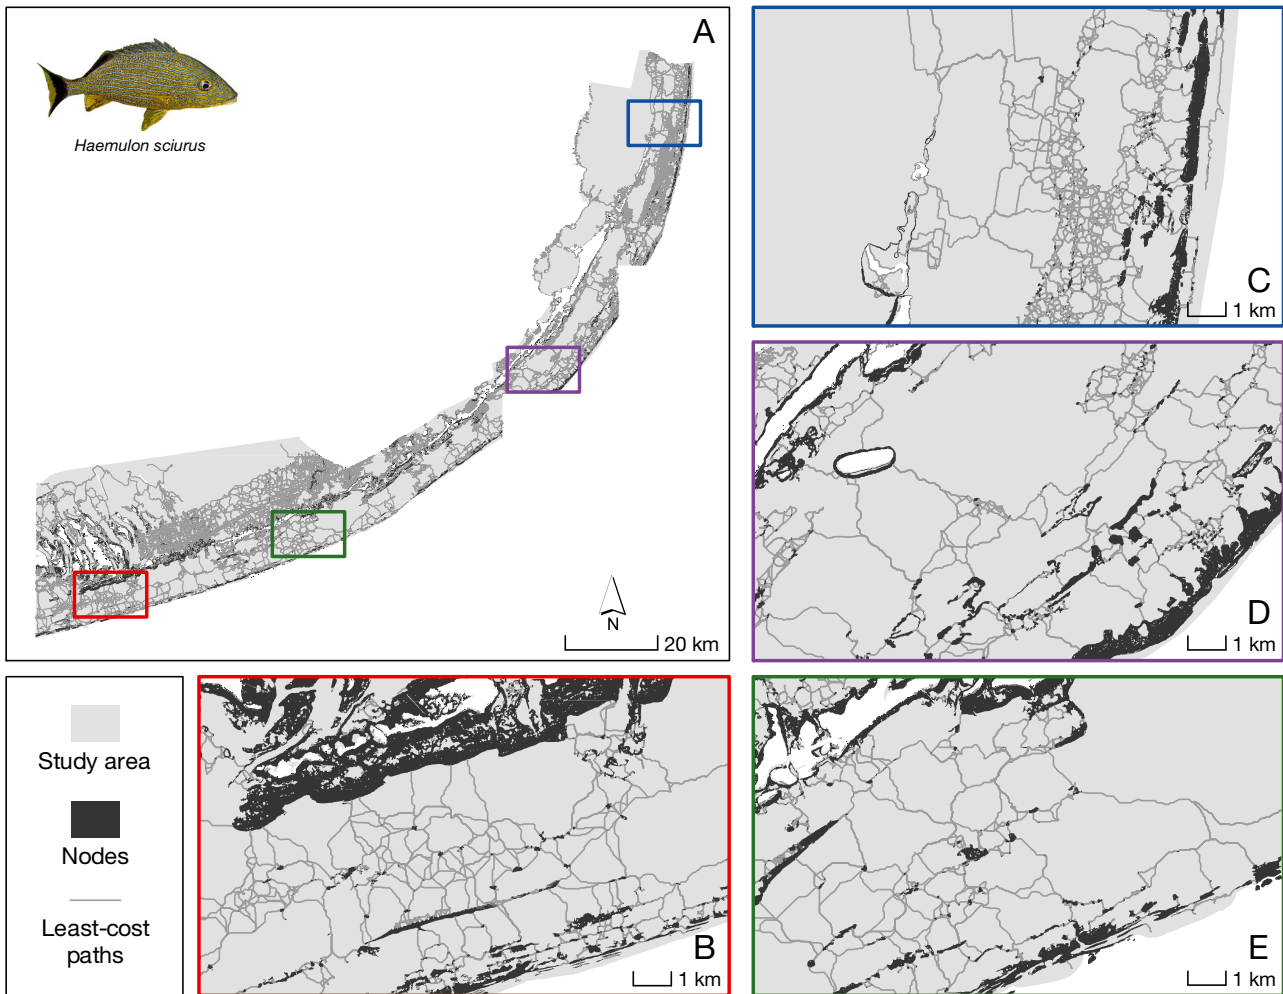 A
Haemulon sciurus
N
20 km
C
1 km
D
1 km
Study area
Nodes
Least-cost
paths
B
1 km
E
1 km